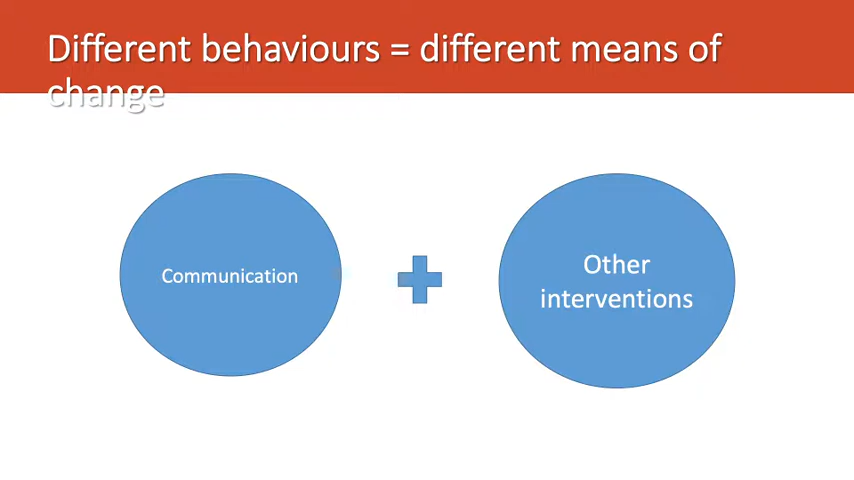 Different behaviours = different means of
change
Communication
Other
interventions